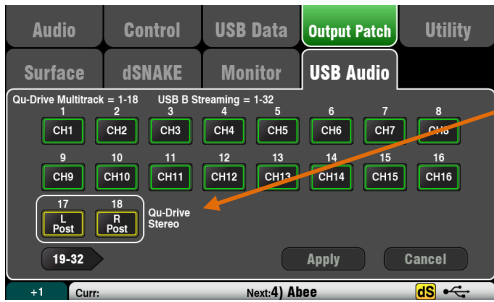 Audio Control USB Data Output Patch Utility
Surface dSNAKE Monitor USB Audio
Qu-Drive Multitrack = 1-18 USB B Streaming = 1-32
1 2 3 4 5 6 7 8
CH1 CH2 CH3 CH4 CH5 CH6 CH7 CH8
9 10 11 12 13 14 15 16
CH9 CH10 CH11 CH12 CH13 CH14 CH15 CH16
17 18
L Post R Post Qu-Drive Stereo
19-32 Apply Cancel
+1 Curr: Next:4) Abee dS